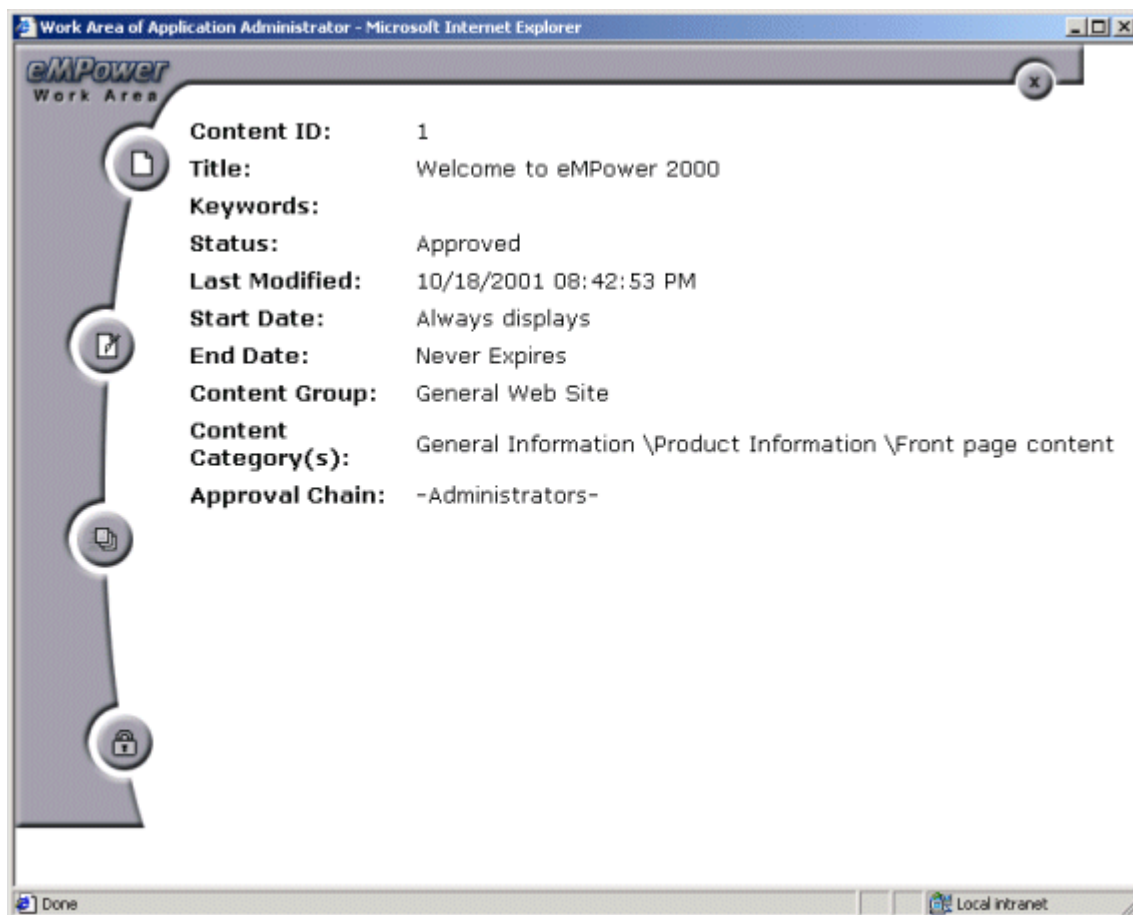 Work Area of Application Administrator - Microsoft Internet Explorer
eMPower
Work Area
x
Content ID: 1
Title: Welcome to eMPower 2000
Keywords:
Status: Approved
Last Modified: 10/18/2001 08:42:53 PM
Start Date: Always displays
End Date: Never Expires
Content Group: General Web Site
Content
Category(s): General Information \Product Information \Front page content
Approval Chain: -Administrators-
Done Local intranet